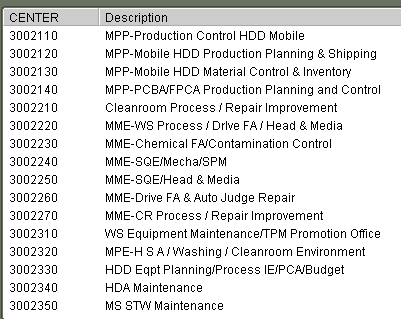 CENTER Description
3002110 MPP-Production Control HDD Mobile
3002120 MPP-Mobile HDD Production Planning & Shipping
3002130 MPP-Mobile HDD Material Control & Inventory
3002140 MPP-PCBA/FPCA Production Planning and Control
3002210 Cleanroom Process / Repair Improvement
3002220 MME-WS Process / Drlve FA / Head & Media
3002230 MME-Chemical FA/Contamination Control
3002240 MME-SQE/Mecha/SPM
3002250 MME-SQE/Head & Media
3002260 MME-Drive FA & Auto Judge Repair
3002270 MME-CR Process / Repair Improvement
3002310 WS Equipment Maintenance/TPM Promotion Office
3002320 MPE-H S A / Washing / Cleanroom Environment
3002330 HDD Eqpt Planning/Process IE/PCA/Budget
3002340 HDA Maintenance
3002350 MS STW Maintenance